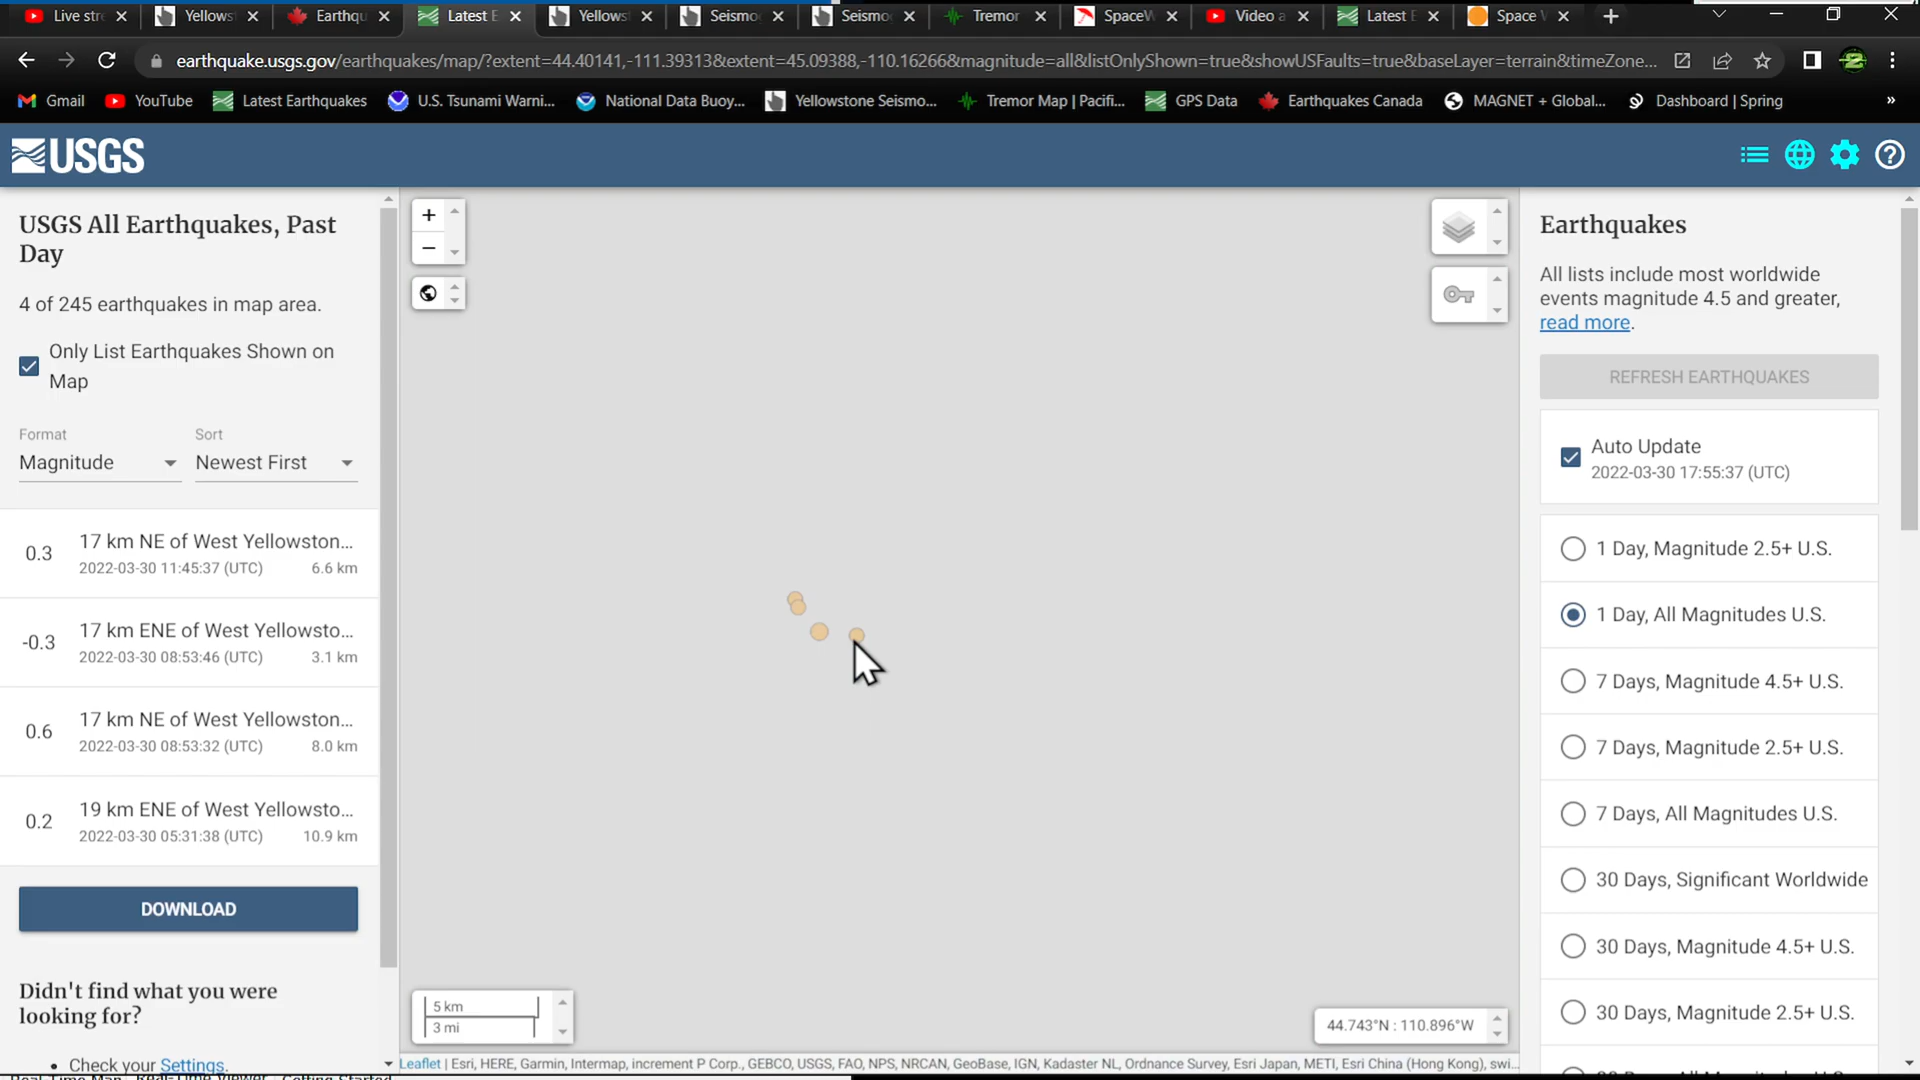 Live stre
Yellows
Earthqu
Latest E
Yellows
Seismo
Seismo
Tremor
SpaceW
Video a
Latest E
Space W
earthquake.usgs.gov/earthquakes/map/?extent=44.40141,-111.39313&extent=45.09388,-110.16266&magnitude=all&listOnlyShown=true&showUSFaults=true&baseLayer=terrain&timeZone...
Gmail
YouTube
Latest Earthquakes
U.S. Tsunami Warni...
National Data Buoy...
Yellowstone Seismo...
Tremor Map | Pacifi...
GPS Data
Earthquakes Canada
MAGNET + Global...
Dashboard | Spring
»
USGS
USGS All Earthquakes, Past
Day
4 of 245 earthquakes in map area.
Only List Earthquakes Shown on
Map
Format
Sort
Magnitude
Newest First
0.3
17 km NE of West Yellowston...
2022-03-30 11:45:37 (UTC)
6.6 km
-0.3
17 km ENE of West Yellowsto...
2022-03-30 08:53:46 (UTC)
3.1 km
0.6
17 km NE of West Yellowston...
2022-03-30 08:53:32 (UTC)
8.0 km
0.2
19 km ENE of West Yellowsto...
2022-03-30 05:31:38 (UTC)
10.9 km
DOWNLOAD
Didn't find what you were
looking for?
• Check your Settings.
+
−
5 km
3 mi
44.743°N : 110.896°W
Leaflet | Esri, HERE, Garmin, Intermap, increment P Corp., GEBCO, USGS, FAO, NPS, NRCAN, GeoBase, IGN, Kadaster NL, Ordnance Survey, Esri Japan, METI, Esri China (Hong Kong), swi...
Earthquakes
All lists include most worldwide
events magnitude 4.5 and greater,
read more.
REFRESH EARTHQUAKES
Auto Update
2022-03-30 17:55:37 (UTC)
1 Day, Magnitude 2.5+ U.S.
1 Day, All Magnitudes U.S.
7 Days, Magnitude 4.5+ U.S.
7 Days, Magnitude 2.5+ U.S.
7 Days, All Magnitudes U.S.
30 Days, Significant Worldwide
30 Days, Magnitude 4.5+ U.S.
30 Days, Magnitude 2.5+ U.S.